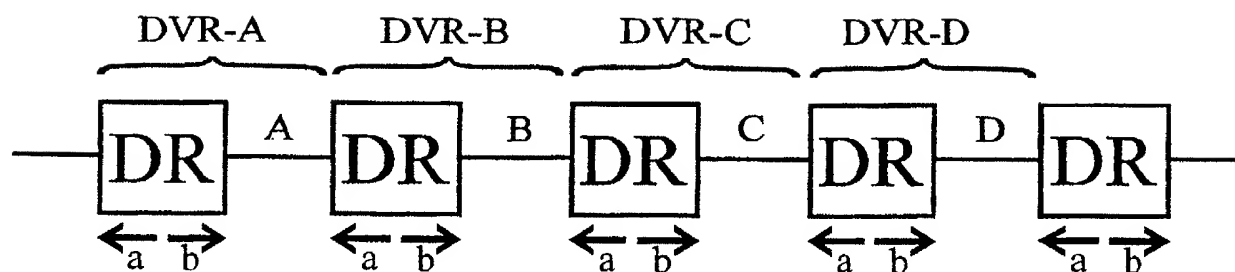 DVR-A DVR-B DVR-C DVR-D
A B C D
DR DR DR DR DR
a b a b a b a b a b